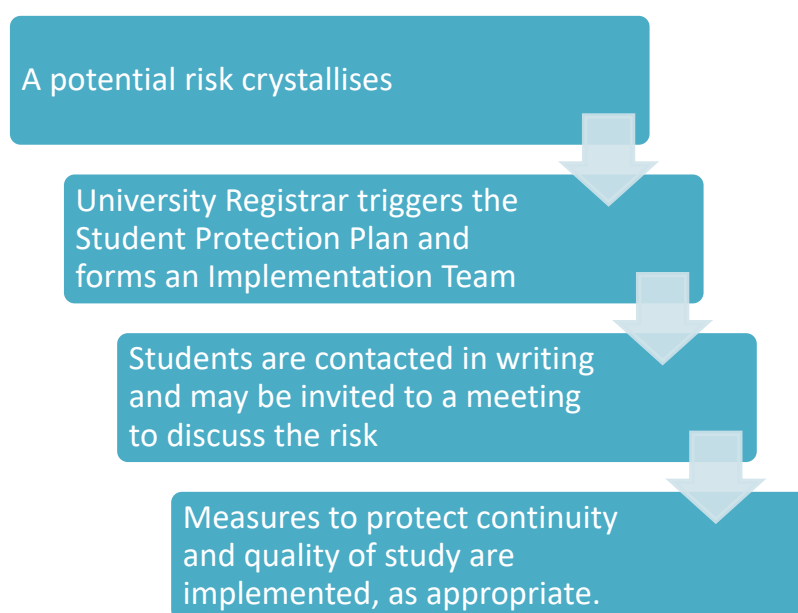 A potential risk crystallises
University Registrar triggers the
Student Protection Plan and
forms an Implementation Team
Students are contacted in writing
and may be invited to a meeting
to discuss the risk
Measures to protect continuity
and quality of study are
implemented, as appropriate.